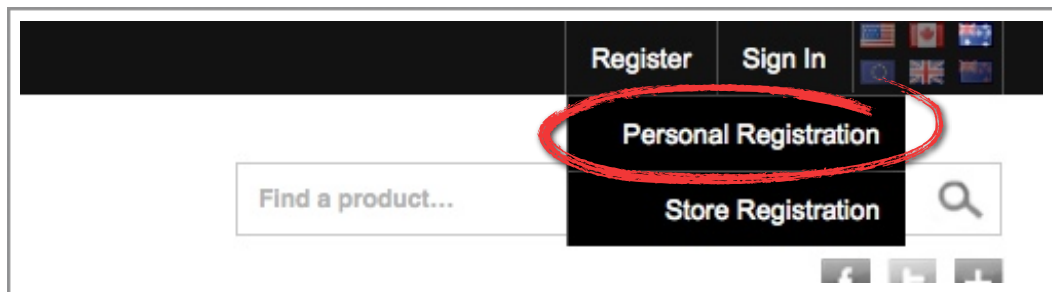 Register Sign In
Personal Registration
Find a product...
Store Registration